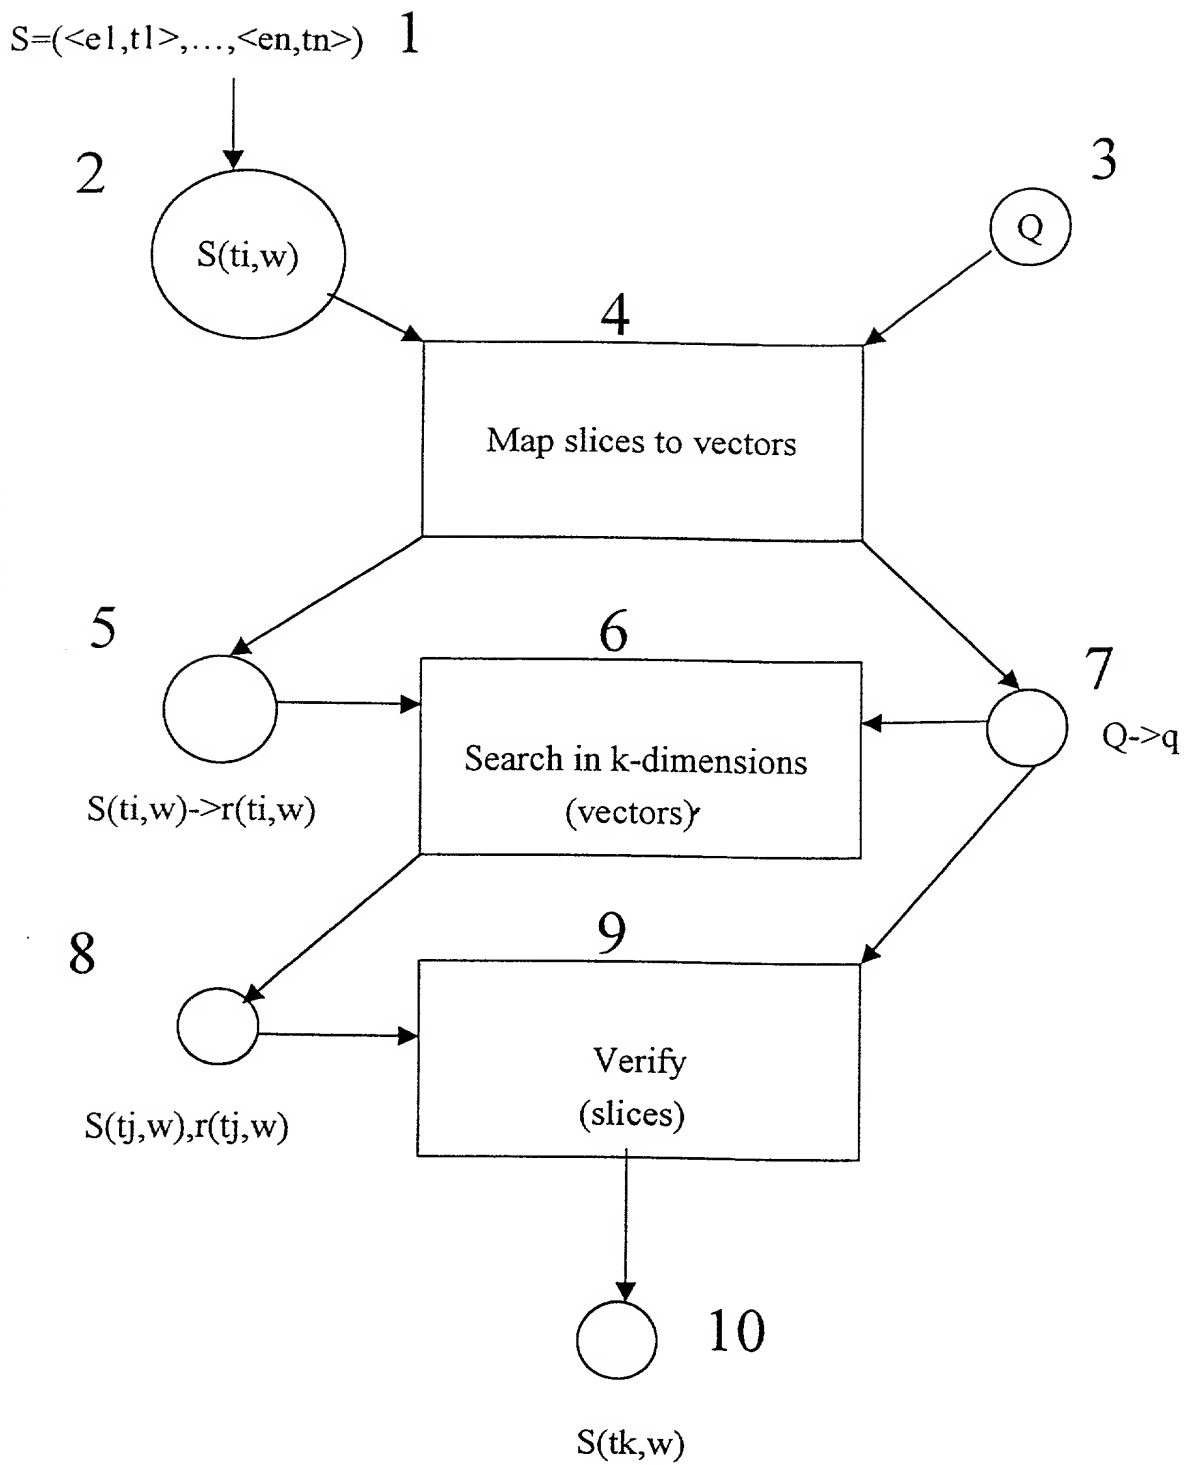 S=(<e1,t1>,...,<en,tn>) 1
2
3
S(ti,w)
Q
4
Map slices to vectors
5
6
7
Q->q
Search in k-dimensions
(vectors)
S(ti,w)->r(ti,w)
8
9
Verify
(slices)
S(tj,w),r(tj,w)
10
S(tk,w)